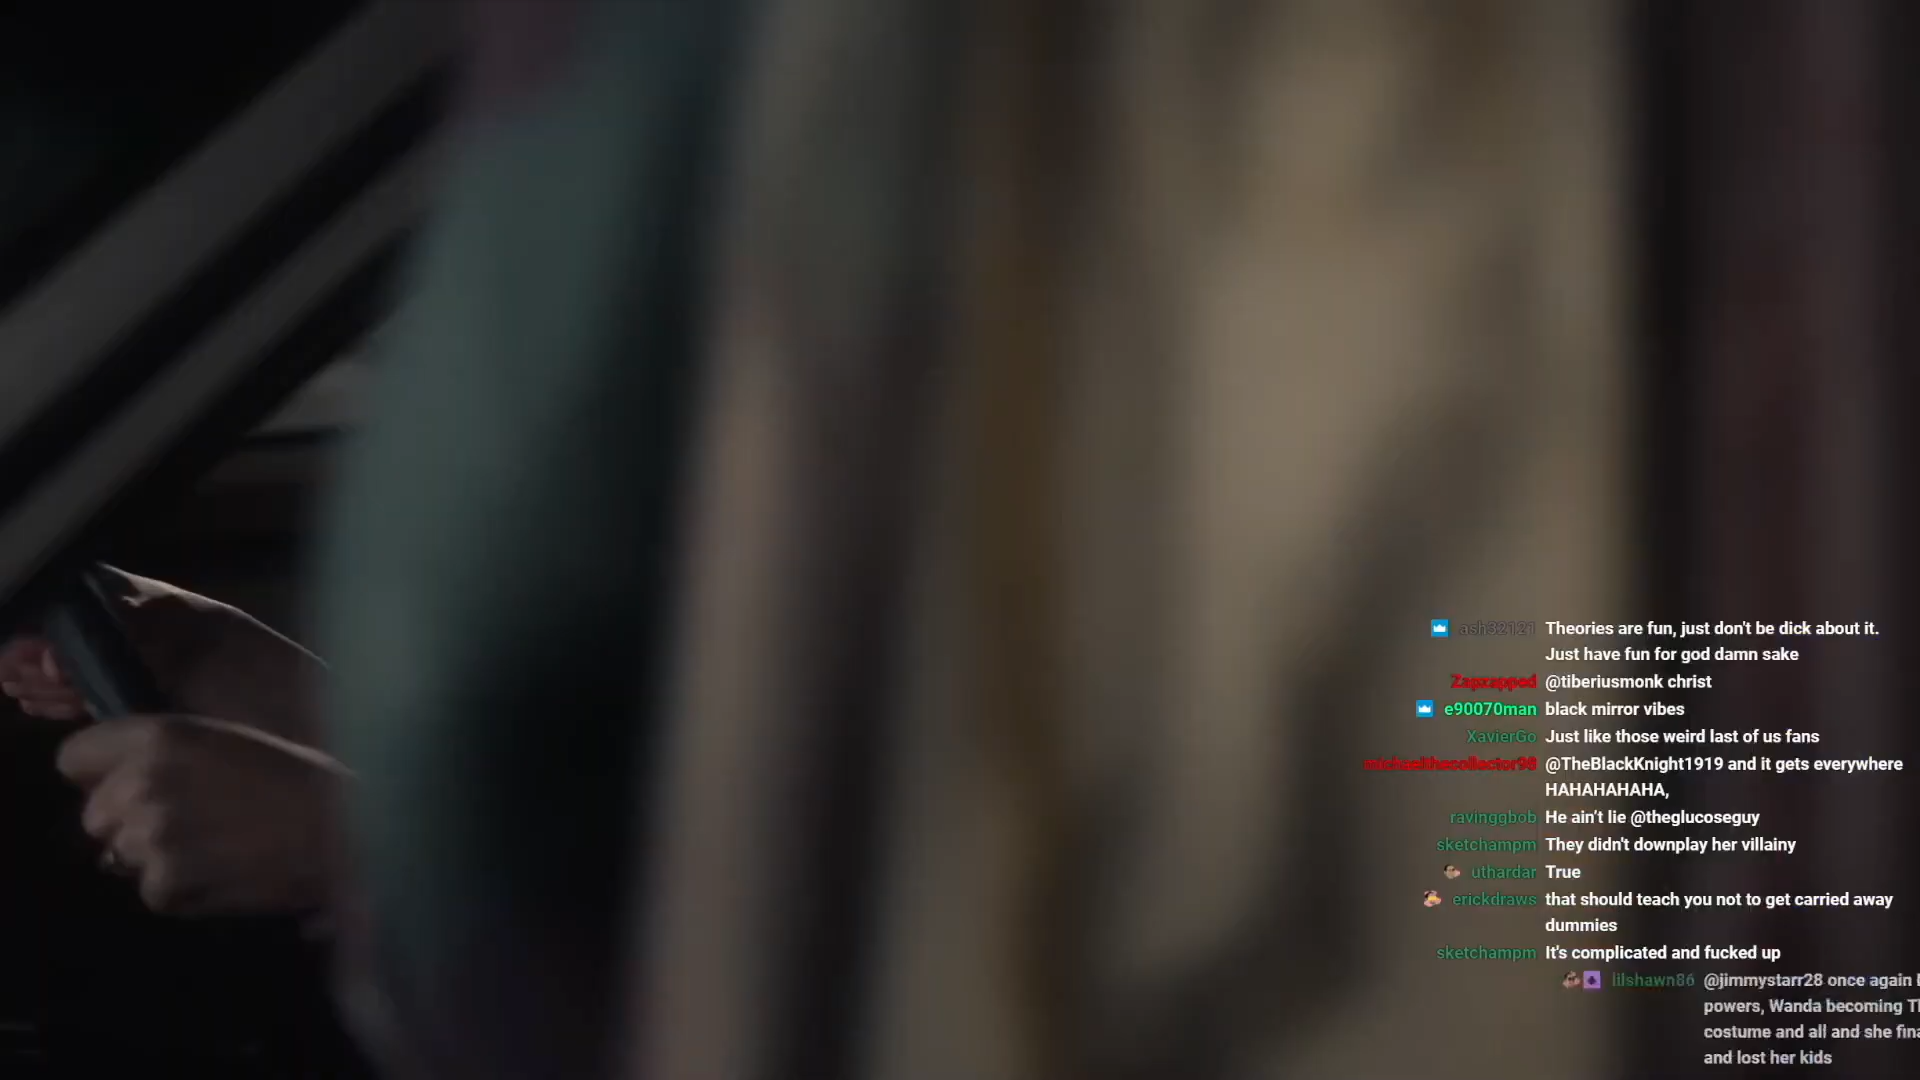 ash32121 Theories are fun, just don't be dick about it.
Just have fun for god damn sake
Zapzapped @tiberiusmonk christ
e90070man black mirror vibes
XavierGo Just like those weird last of us fans
michaelthecollector98 @TheBlackKnight1919 and it gets everywhere
HAHAHAHAHA,
ravinggbob He ain't lie @theglucoseguy
sketchampm They didn't downplay her villainy
uthardar True
erickdraws that should teach you not to get carried away
dummies
sketchampm It's complicated and fucked up
lilshawn86 @jimmystarr28 once again
powers, Wanda becoming
costume and all and she
and lost her kids